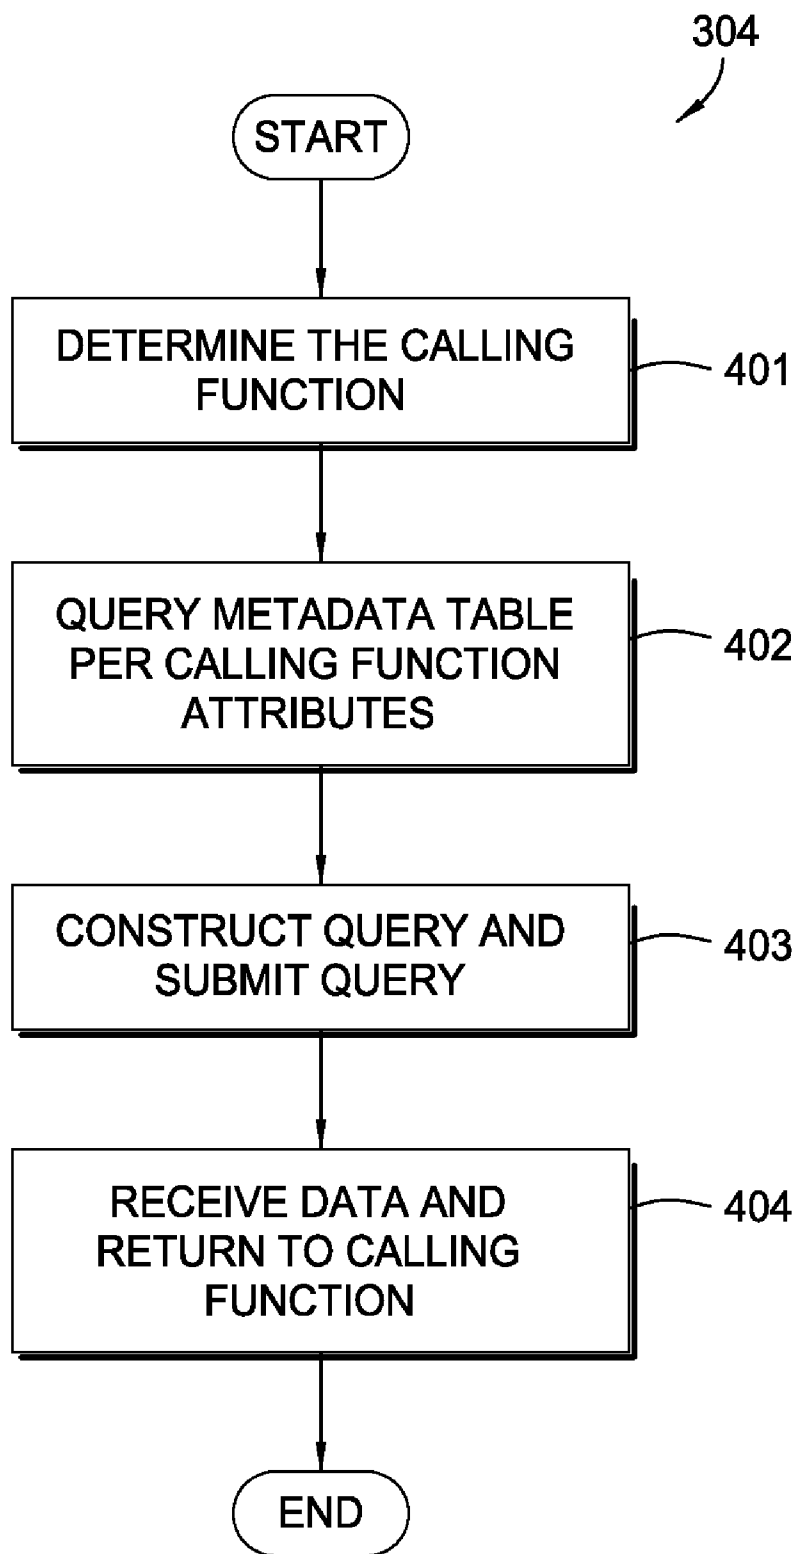 304
START
DETERMINE THE CALLING
FUNCTION
401
QUERY METADATA TABLE
PER CALLING FUNCTION
ATTRIBUTES
402
CONSTRUCT QUERY AND
SUBMIT QUERY
403
RECEIVE DATA AND
RETURN TO CALLING
FUNCTION
404
END